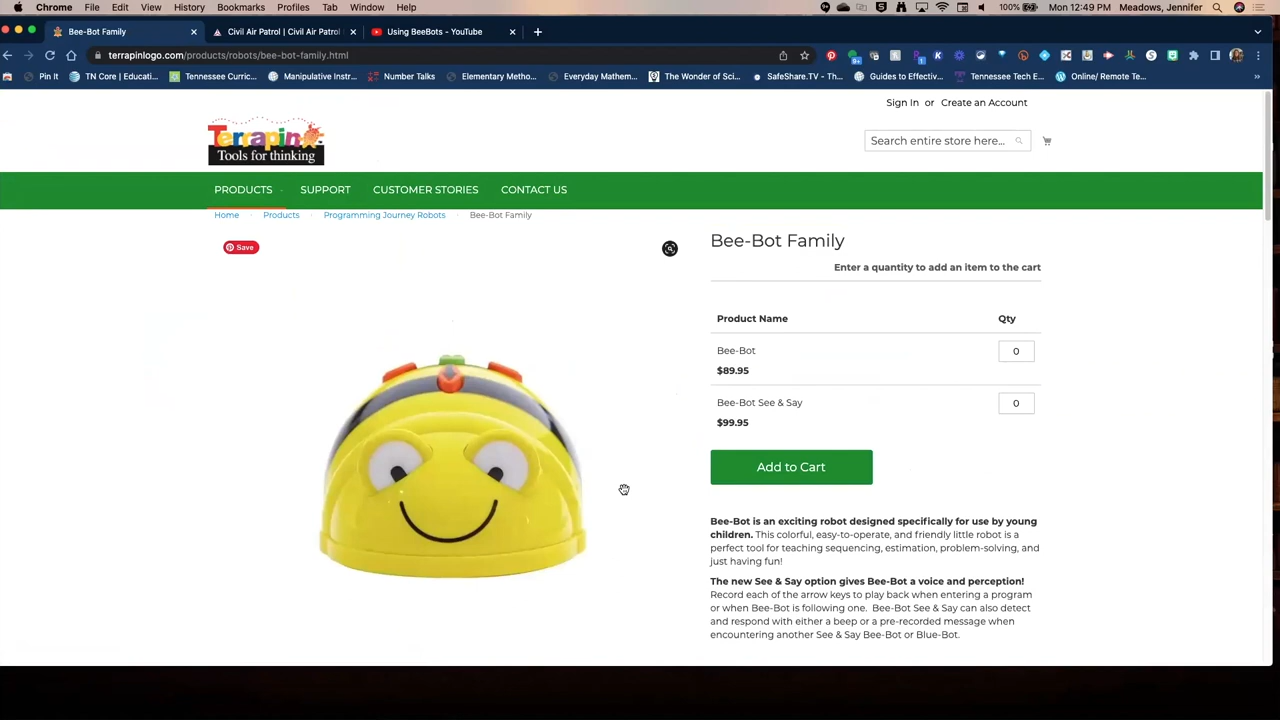 Chrome File Edit View History Bookmarks Profiles Tab Window Help 100% Fri Dec 2 12:49 PM Meadows, Jennifer
Bee-Bot Family
Civil Air Patrol | Civil Air Patrol
Using BeeBots - YouTube
terrapinlogo.com/products/robots/bee-bot-family.html
Pin It TN Core | Educati... Tennessee Curric... Manipulative Instr... Number Talks Elementary Metho... Everyday Mathem... The Wonder of Sci... SafeShare.TV - Th... Guides to Effectiv... Tennessee Tech E... Online/ Remote Te... »
Sign In or Create an Account
Terrapin
Tools for thinking
Search entire store here...
PRODUCTS SUPPORT CUSTOMER STORIES CONTACT US
Home Products Programming Journey Robots Bee-Bot Family
Save
Bee-Bot Family
Enter a quantity to add an item to the cart
Product Name Qty
Bee-Bot 0
$89.95
Bee-Bot See & Say 0
$99.95
Add to Cart
Bee-Bot is an exciting robot designed specifically for use by young
children. This colorful, easy-to-operate, and friendly little robot is a
perfect tool for teaching sequencing, estimation, problem-solving, and
just having fun!
The new See & Say option gives Bee-Bot a voice and perception!
Record each of the arrow keys to play back when entering a program
or when Bee-Bot is following one. Bee-Bot See & Say can also detect
and respond with either a beep or a pre-recorded message when
encountering another See & Say Bee-Bot or Blue-Bot.